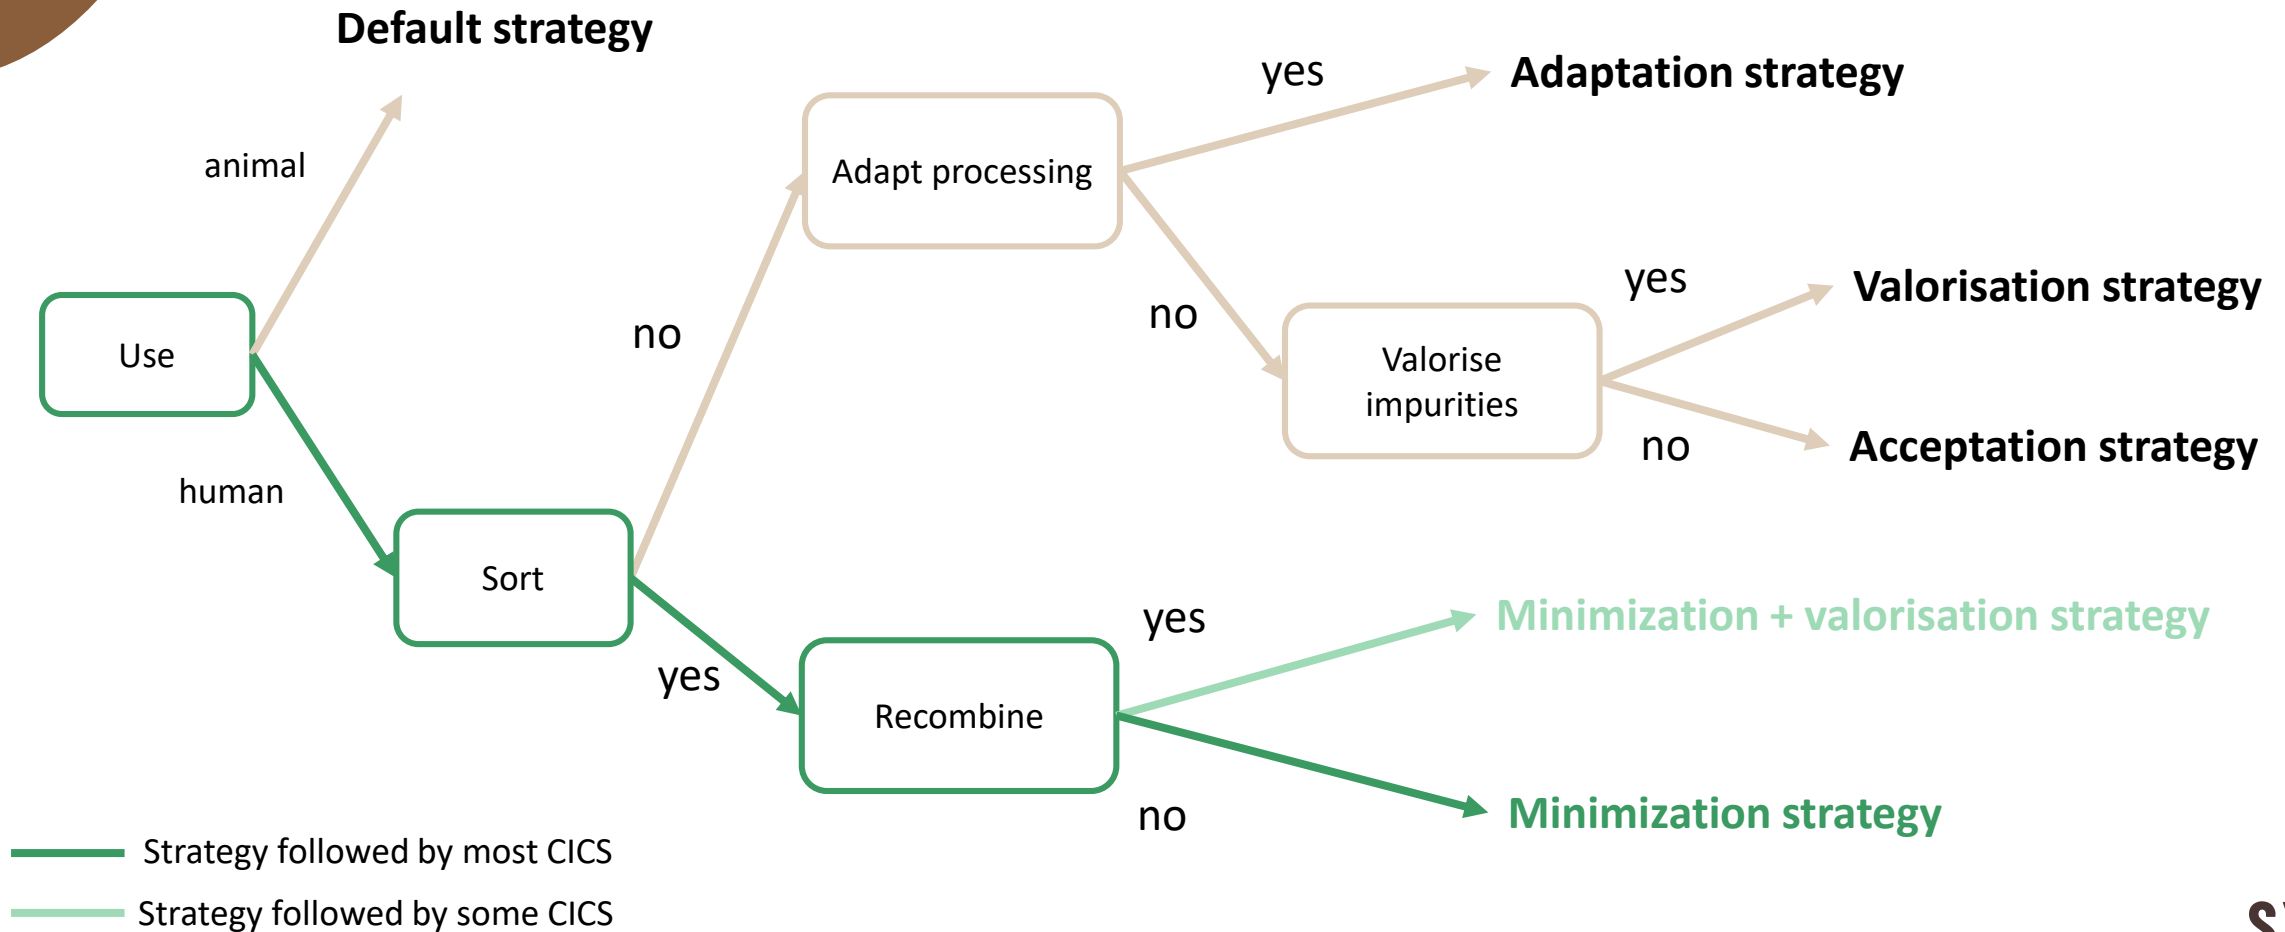 Default strategy
yes
Adaptation strategy
animal
Adapt processing
Use
no
no
yes
Valorisation strategy
Valorise
impurities
no
Acceptation strategy
human
Sort
yes
Recombine
yes
Minimization + valorisation strategy
no
Minimization strategy
Strategy followed by most CICS
Strategy followed by some CICS